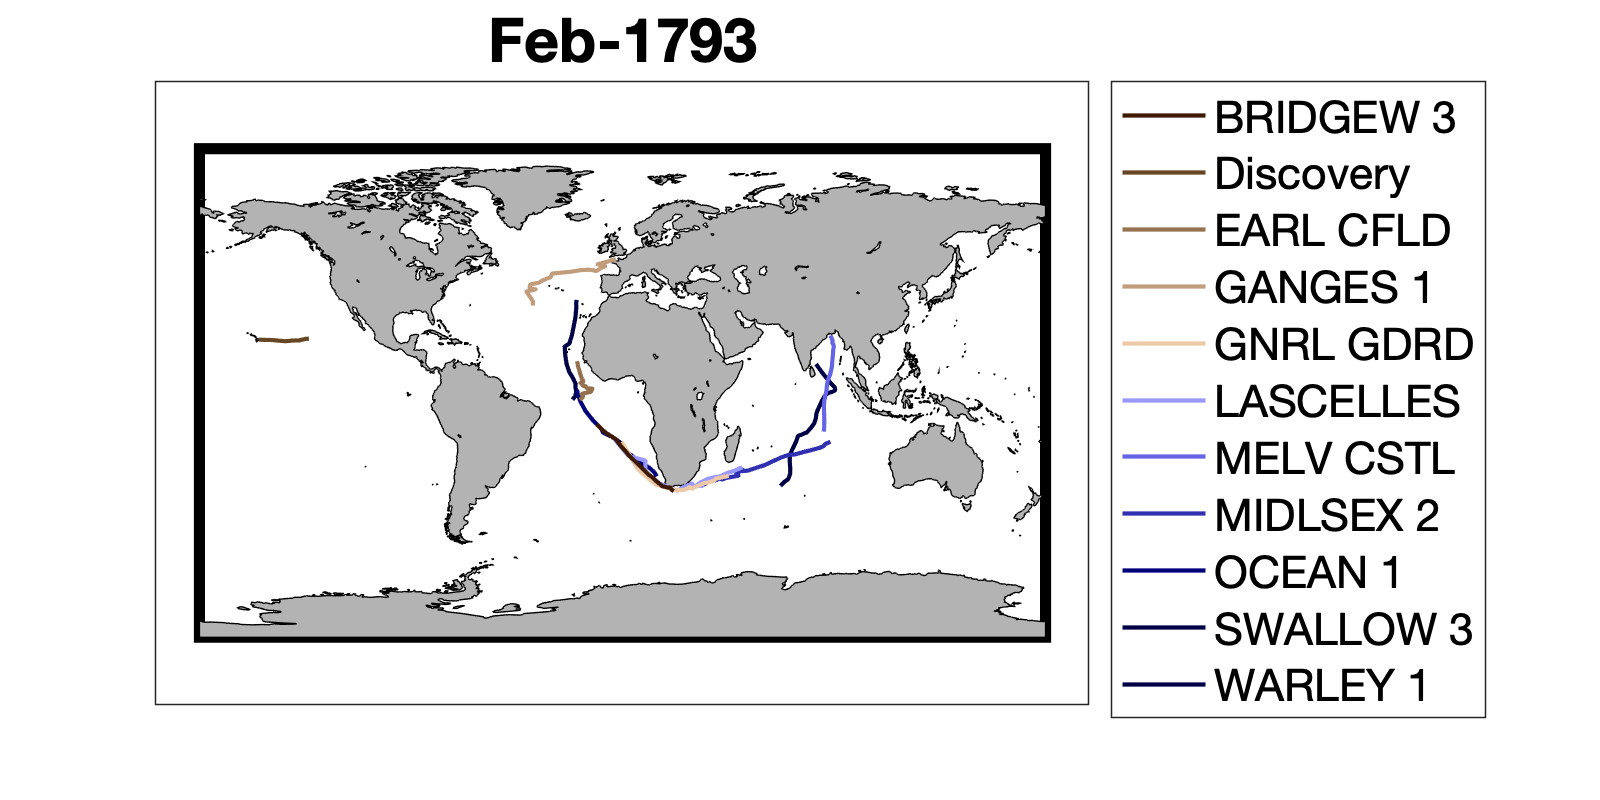 Feb-1793
BRIDGEW 3
Discovery
EARL CFLD
GANGES 1
GNRL GDRD
LASCELLES
MELV CSTL
MIDLSEX 2
OCEAN 1
SWALLOW 3
WARLEY 1